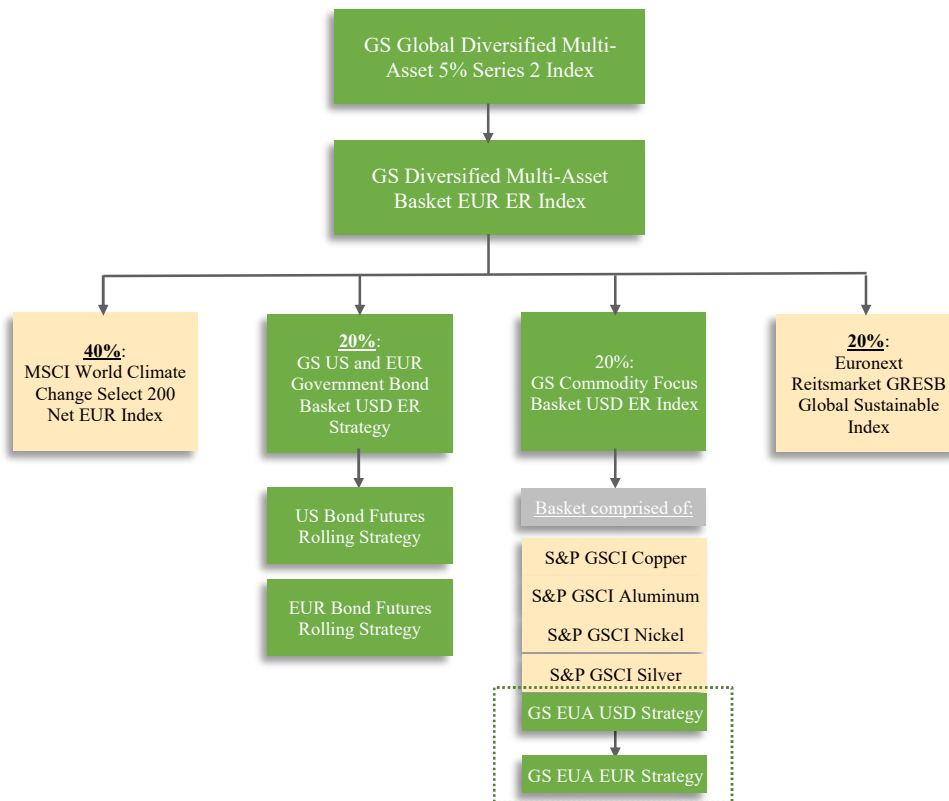 GS Global Diversified Multi-
Asset 5% Series 2 Index
GS Diversified Multi-Asset
Basket EUR ER Index
40%:
MSCI World Climate
Change Select 200
Net EUR Index
20%:
GS US and EUR
Government Bond
Basket USD ER
Strategy
20%:
GS Commodity Focus
Basket USD ER Index
20%:
Euronext
Reitsmarket GRESB
Global Sustainable
Index
US Bond Futures
Rolling Strategy
EUR Bond Futures
Rolling Strategy
Basket comprised of:
S&P GSCI Copper
S&P GSCI Aluminum
S&P GSCI Nickel
S&P GSCI Silver
GS EUA USD Strategy
GS EUA EUR Strategy